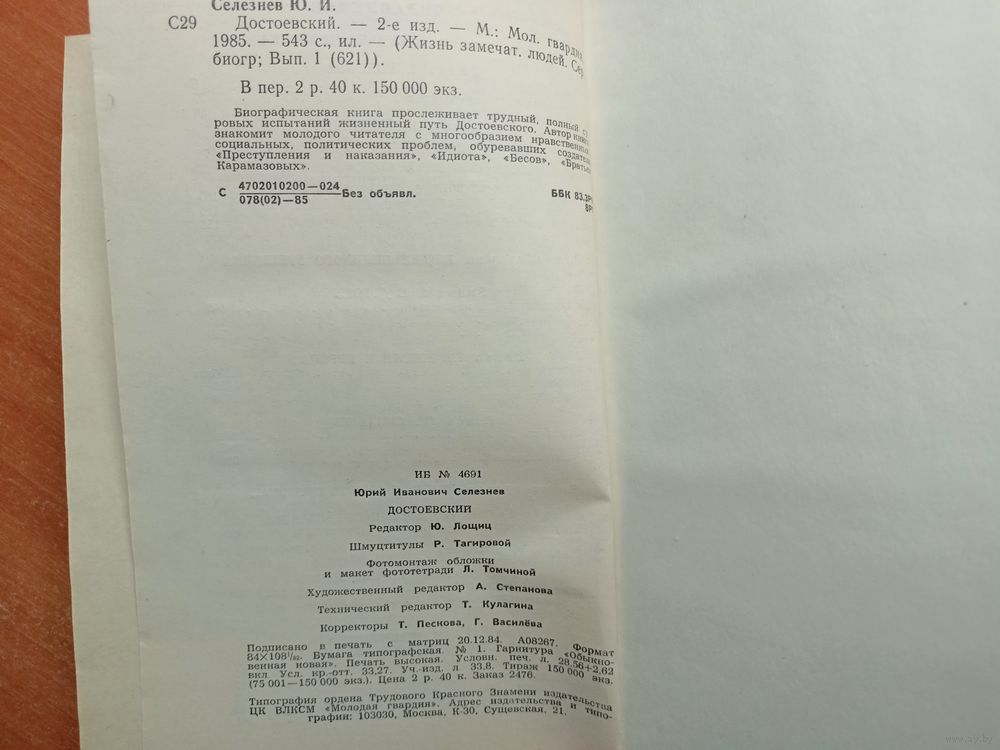 Селезнев Ю. И.
С29 Достоевский. — 2-е изд. — М.: Мол. гвардия,
1985. — 543 с., ил. — (Жизнь замечат. людей. Сер.
биогр; Вып. 1 (621)).
В пер. 2 р. 40 к. 150 000 экз.
Биографическая книга прослеживает трудный, полный
ровых испытаний жизненный путь Достоевского. Автор книги
знакомит молодого читателя с многообразием нравственных,
социальных, политических проблем, обуревавших создателя
«Преступления и наказания», «Идиота», «Бесов», «Братьев
Карамазовых».
С 4702010200—024 Без объявл.
078(02)—85
ББК 83.3Р1
8Р1
ИБ № 4691
Юрий Иванович Селезнев
ДОСТОЕВСКИЙ
Редактор Ю. Лощиц
Шмуцтитулы Р. Тагировой
Фотомонтаж обложки
и макет фототетради Л. Томчиной
Художественный редактор А. Степанова
Технический редактор Т. Кулагина
Корректоры Т. Пескова, Г. Василёва
Подписано в печать с матриц 20.12.84. А08267. Формат
84×108¹/₃₂. Бумага типографская. № 1. Гарнитура «Обыкно-
венная новая». Печать высокая. Условн. печ. л. 28,56+2,62
вкл. Усл. кр.-отт. 33,27. Уч.-изд. л 33,8. Тираж 150 000 экз.
(75 001—150 000 экз.). Цена 2 р. 40 к. Заказ 2476.
Типография ордена Трудового Красного Знамени издательства
ЦК ВЛКСМ «Молодая гвардия». Адрес издательства и типо-
графии: 103030, Москва, К-30, Сущевская, 21.